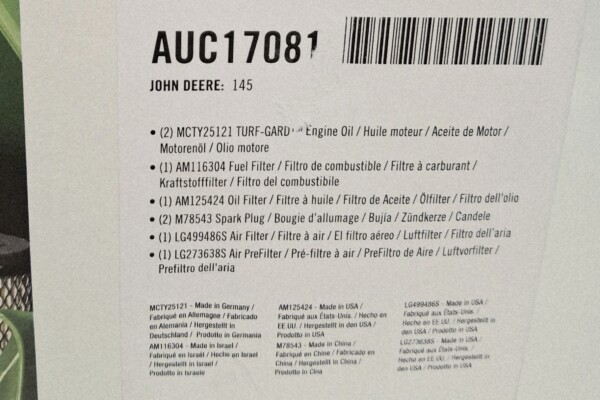 AUC17081
JOHN DEERE: 145
• (2) MCTY25121 TURF-GARD Engine Oil / Huile moteur / Aceite de Motor /
Motorenöl / Olio motore
• (1) AM116304 Fuel Filter / Filtro de combustible / Filtre à carburant /
Kraftstofffilter / Filtro del combustibile
• (1) AM125424 Oil Filter / Filtre à huile / Filtro de Aceite / Ölfilter / Filtro dell'olio
• (2) M78543 Spark Plug / Bougie d'allumage / Bujía / Zündkerze / Candele
• (1) LG499486S Air Filter / Filtre à air / El filtro aéreo / Luftfilter / Filtro dell'aria
• (1) LG273638S Air PreFilter / Pré-filtre à air / PreFiltro de Aire / Luftvorfilter /
Prefiltro dell'aria
MCTY25121 - Made in Germany /
Fabriqué en Allemagne / Fabricado
en Alemania / Hergestellt in
Deutschland / Prodotto in Germania
AM116304 - Made in Israel /
Fabriqué en Israël / Hecho en Israel
/ Hergestellt in Israel /
Prodotto in Israele
AM125424 - Made in USA /
Fabriqué aux États-Unis. / Hecho en
EE UU. / Hergestellt in den USA /
Prodotto in USA
M78543 - Made in China /
Fabriqué en Chine / Fabricado en
China / Hergestellt in China /
Prodotto in Cina
LG499486S - Made in USA /
Fabriqué aux États-Unis. /
Hecho en EE UU. / Hergestellt in
den USA / Prodotto in USA
LG273638S - Made in USA /
Fabriqué aux États-Unis. /
Hecho en EE UU. / Hergestellt in
den USA / Prodotto in USA